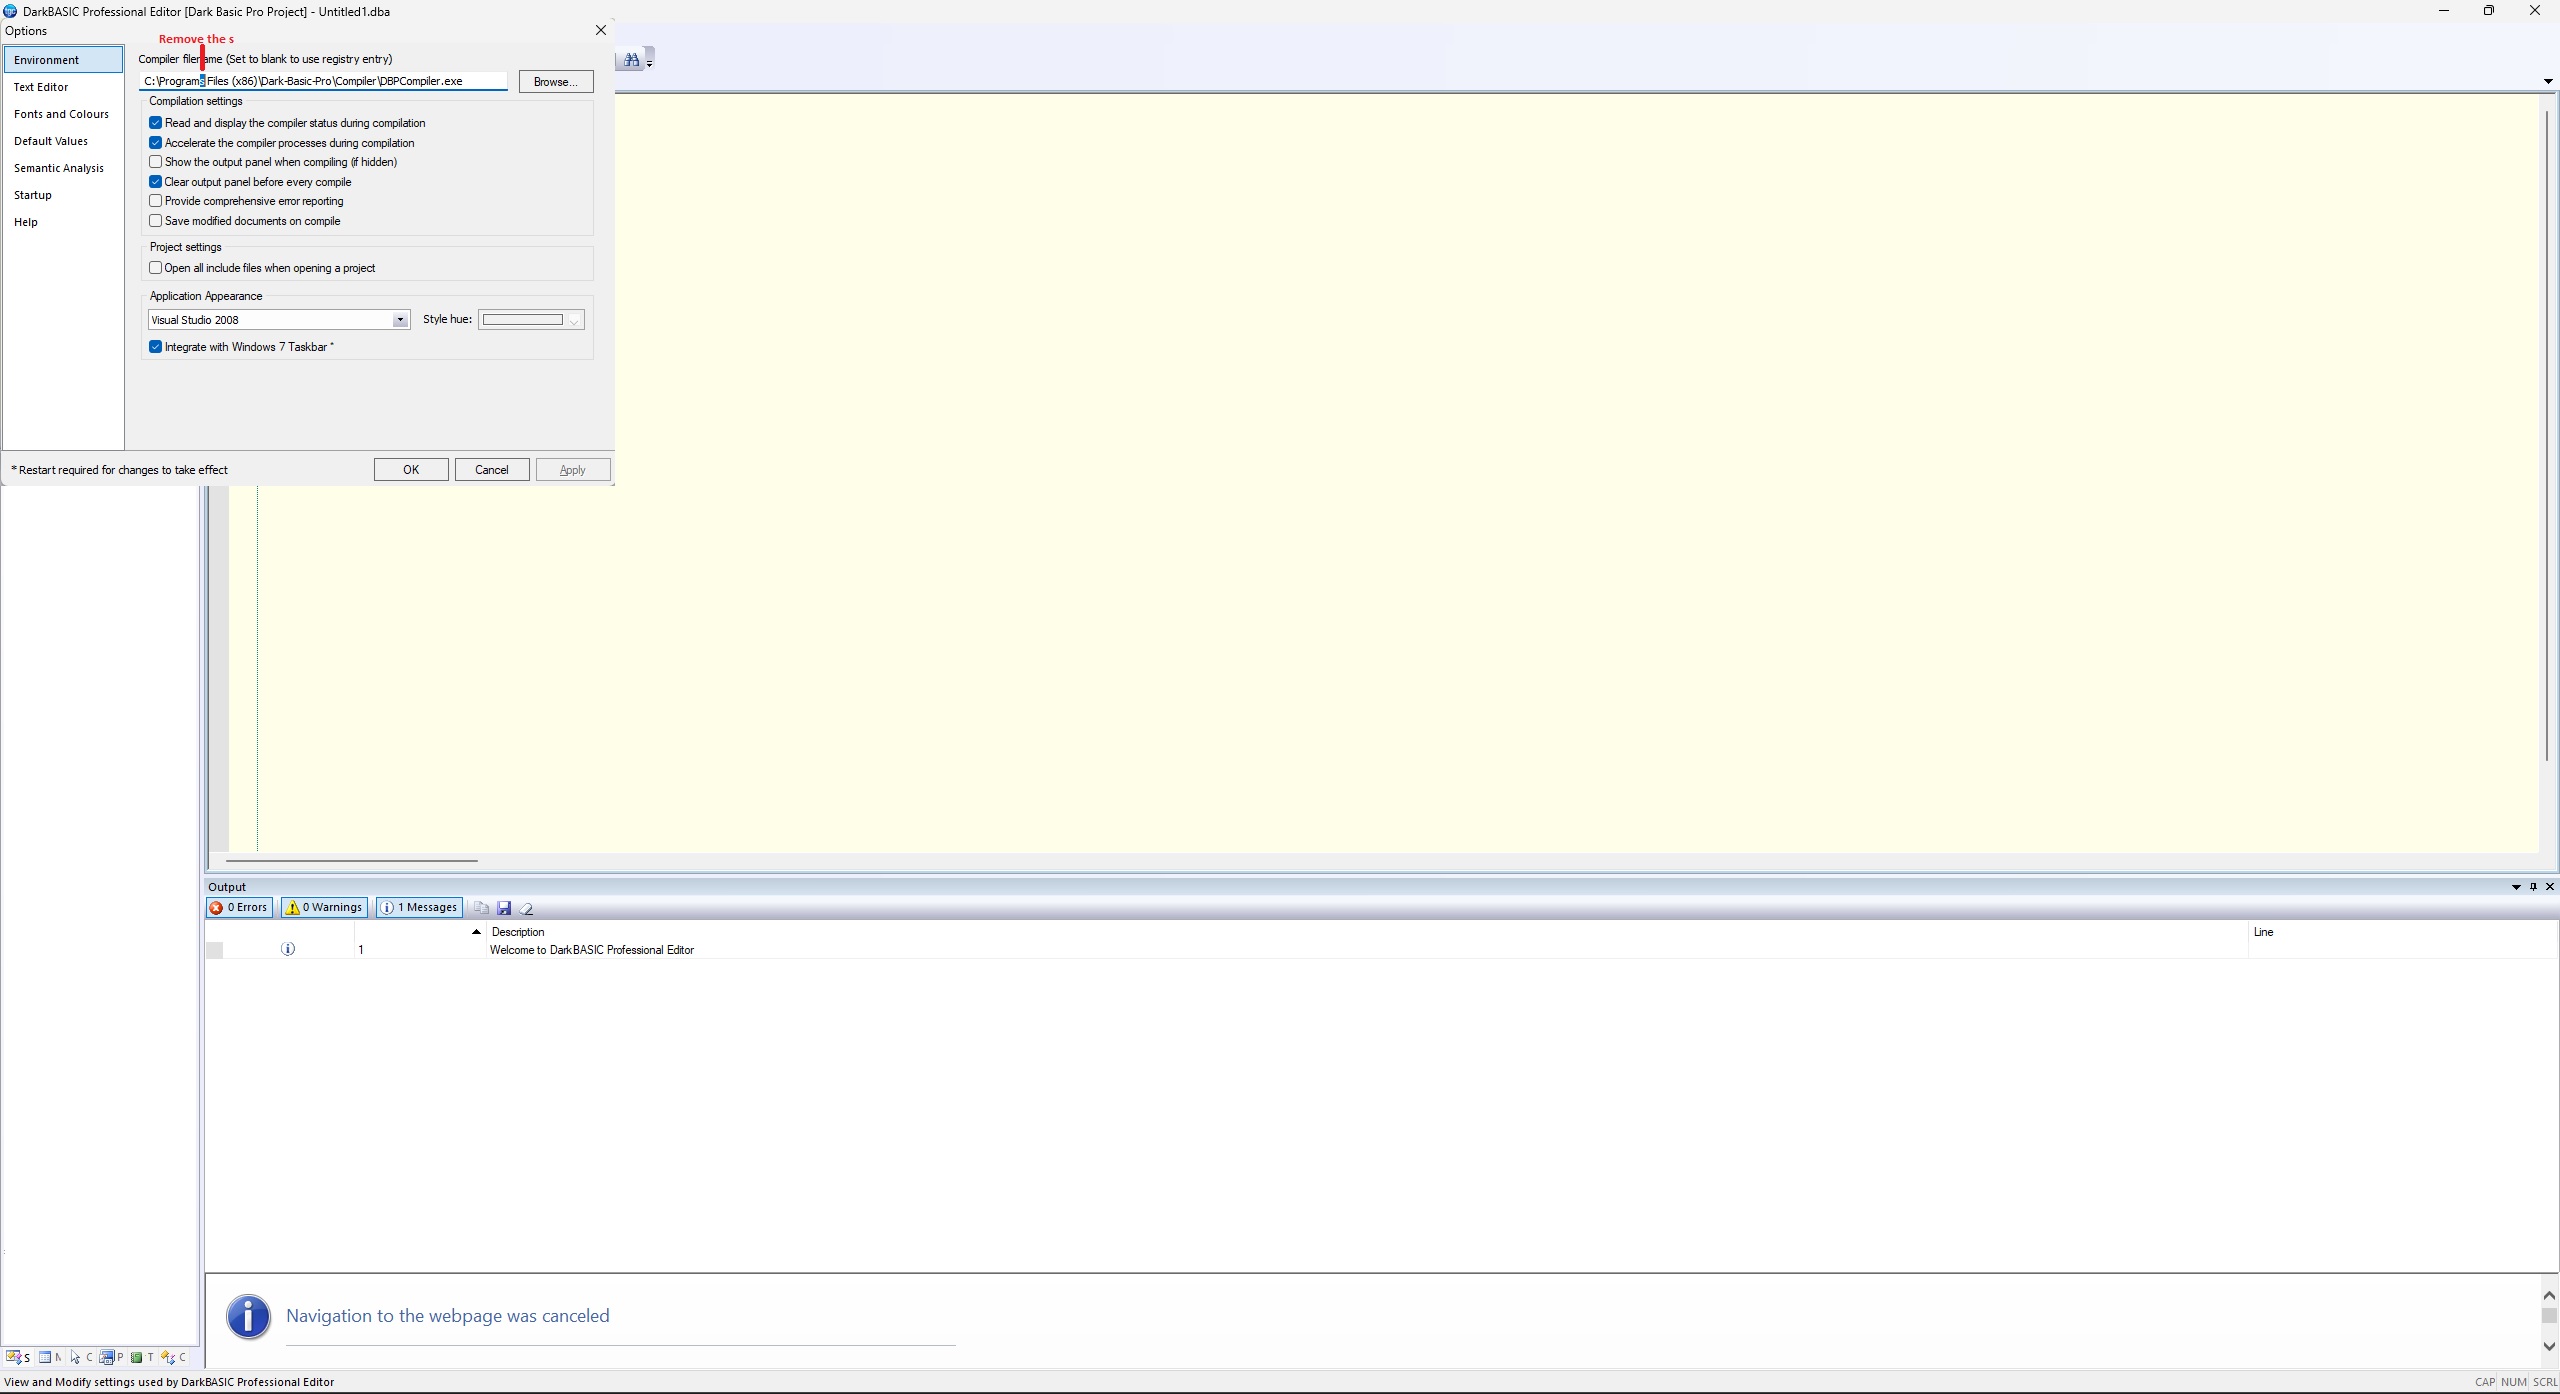 DarkBASIC Professional Editor [Dark Basic Pro Project] - Untitled1.dba
Options
Remove the s
Environment
Text Editor
Fonts and Colours
Default Values
Semantic Analysis
Startup
Help
Compiler filename (Set to blank to use registry entry)
C:\Programs Files (x86)\Dark-Basic-Pro\Compiler\DBPCompiler.exe
Browse...
Compilation settings
Read and display the compiler status during compilation
Accelerate the compiler processes during compilation
Show the output panel when compiling (if hidden)
Clear output panel before every compile
Provide comprehensive error reporting
Save modified documents on compile
Project settings
Open all include files when opening a project
Application Appearance
Visual Studio 2008
Style hue:
Integrate with Windows 7 Taskbar *
* Restart required for changes to take effect
OK
Cancel
Apply
Output
0 Errors
0 Warnings
1 Messages
Description
Line
1
Welcome to DarkBASIC Professional Editor
Navigation to the webpage was canceled
S
C
P
T
C
View and Modify settings used by DarkBASIC Professional Editor
CAP NUM SCRL